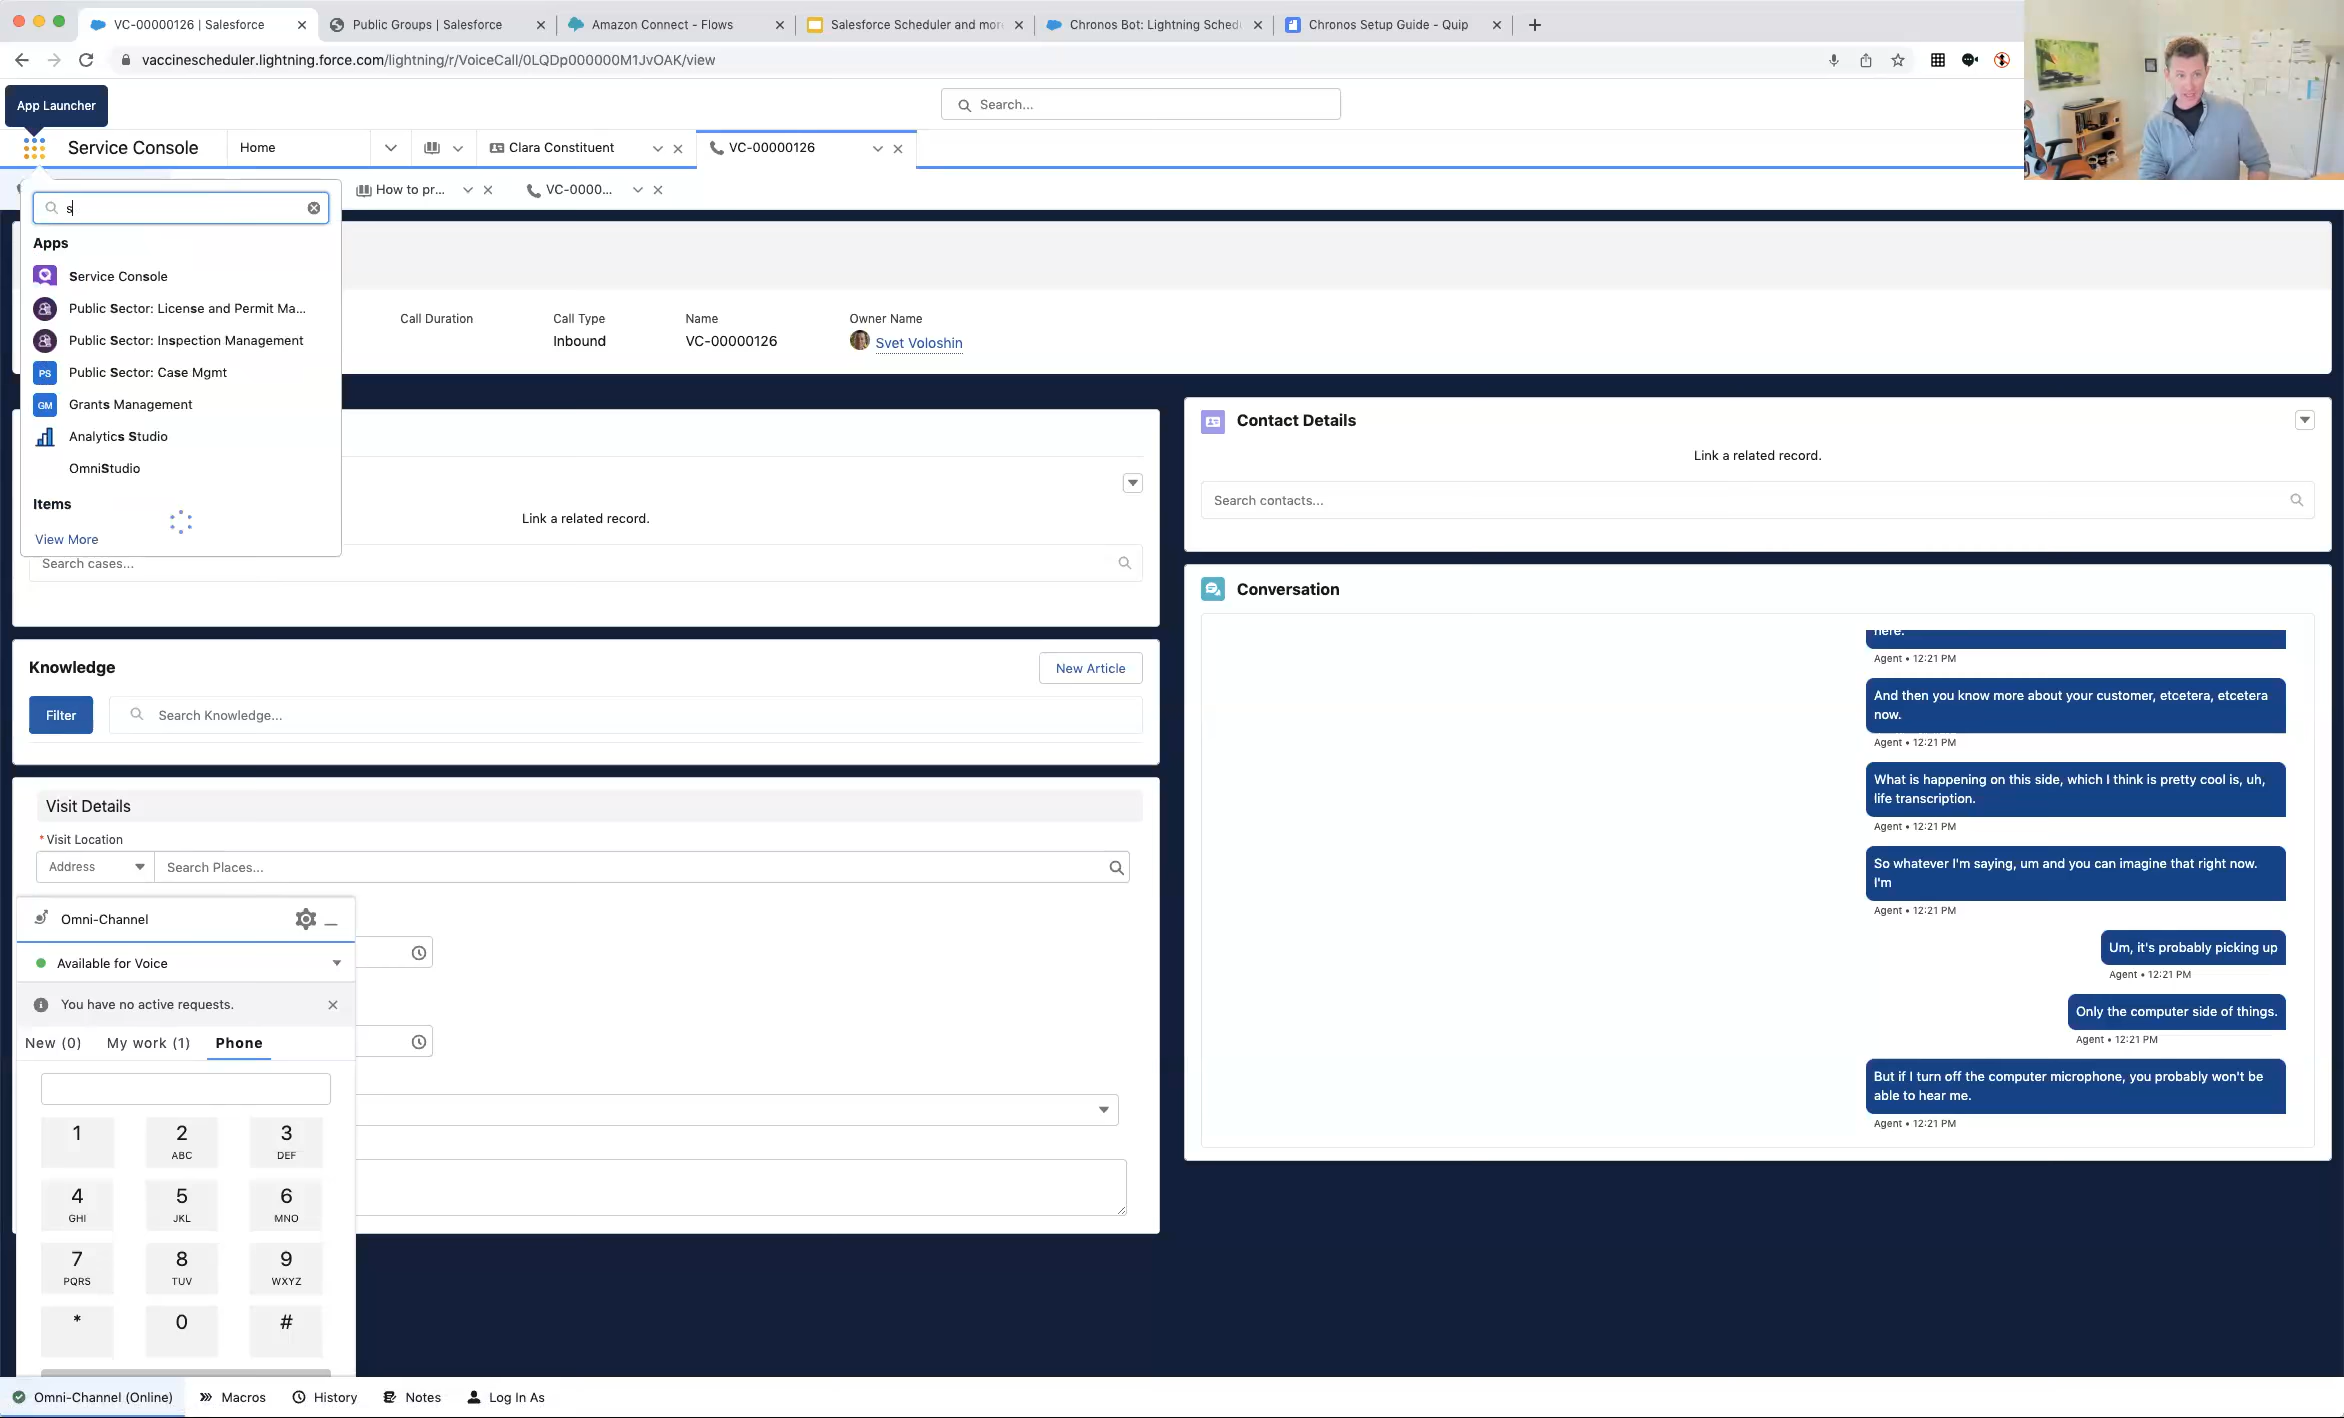 VC-00000126 | Salesforce
Public Groups | Salesforce
Amazon Connect - Flows
Salesforce Scheduler and more
Chronos Bot: Lightning Schedu
Chronos Setup Guide - Quip
vaccinescheduler.lightning.force.com/lightning/r/VoiceCall/0LQDp000000M1JvOAK/view
App Launcher
Search...
Service Console
Home
Clara Constituent
VC-00000126
How to pr...
VC-0000...
s
Apps
Service Console
Public Sector: License and Permit Ma...
Public Sector: Inspection Management
PS Public Sector: Case Mgmt
GM Grants Management
Analytics Studio
OmniStudio
Items
View More
Call Duration
Call Type
Inbound
Name
VC-00000126
Owner Name
Svet Voloshin
Link a related record.
Search cases...
Knowledge
New Article
Filter
Search Knowledge...
Visit Details
*Visit Location
Address
Search Places...
Omni-Channel
Available for Voice
You have no active requests.
New (0)
My work (1)
Phone
1
2
ABC
3
DEF
4
GHI
5
JKL
6
MNO
7
PQRS
8
TUV
9
WXYZ
*
0
#
Contact Details
Link a related record.
Search contacts...
Conversation
here.
Agent • 12:21 PM
And then you know more about your customer, etcetera, etcetera
now.
Agent • 12:21 PM
What is happening on this side, which I think is pretty cool is, uh,
life transcription.
Agent • 12:21 PM
So whatever I'm saying, um and you can imagine that right now.
I'm
Agent • 12:21 PM
Um, it's probably picking up
Agent • 12:21 PM
Only the computer side of things.
Agent • 12:21 PM
But if I turn off the computer microphone, you probably won't be
able to hear me.
Agent • 12:21 PM
Omni-Channel (Online)
Macros
History
Notes
Log In As